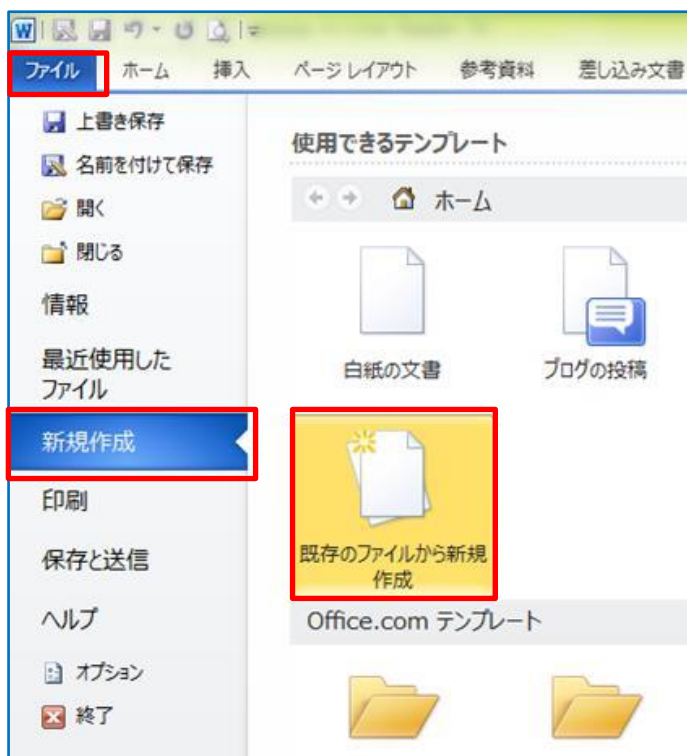 W
ファイル ホーム 挿入 ページ レイアウト 参考資料 差し込み文書
上書き保存
名前を付けて保存
開く
閉じる
情報
最近使用した
ファイル
新規作成
印刷
保存と送信
ヘルプ
オプション
終了
使用できるテンプレート
ホーム
白紙の文書
ブログの投稿
既存のファイルから新規
作成
Office.com テンプレート